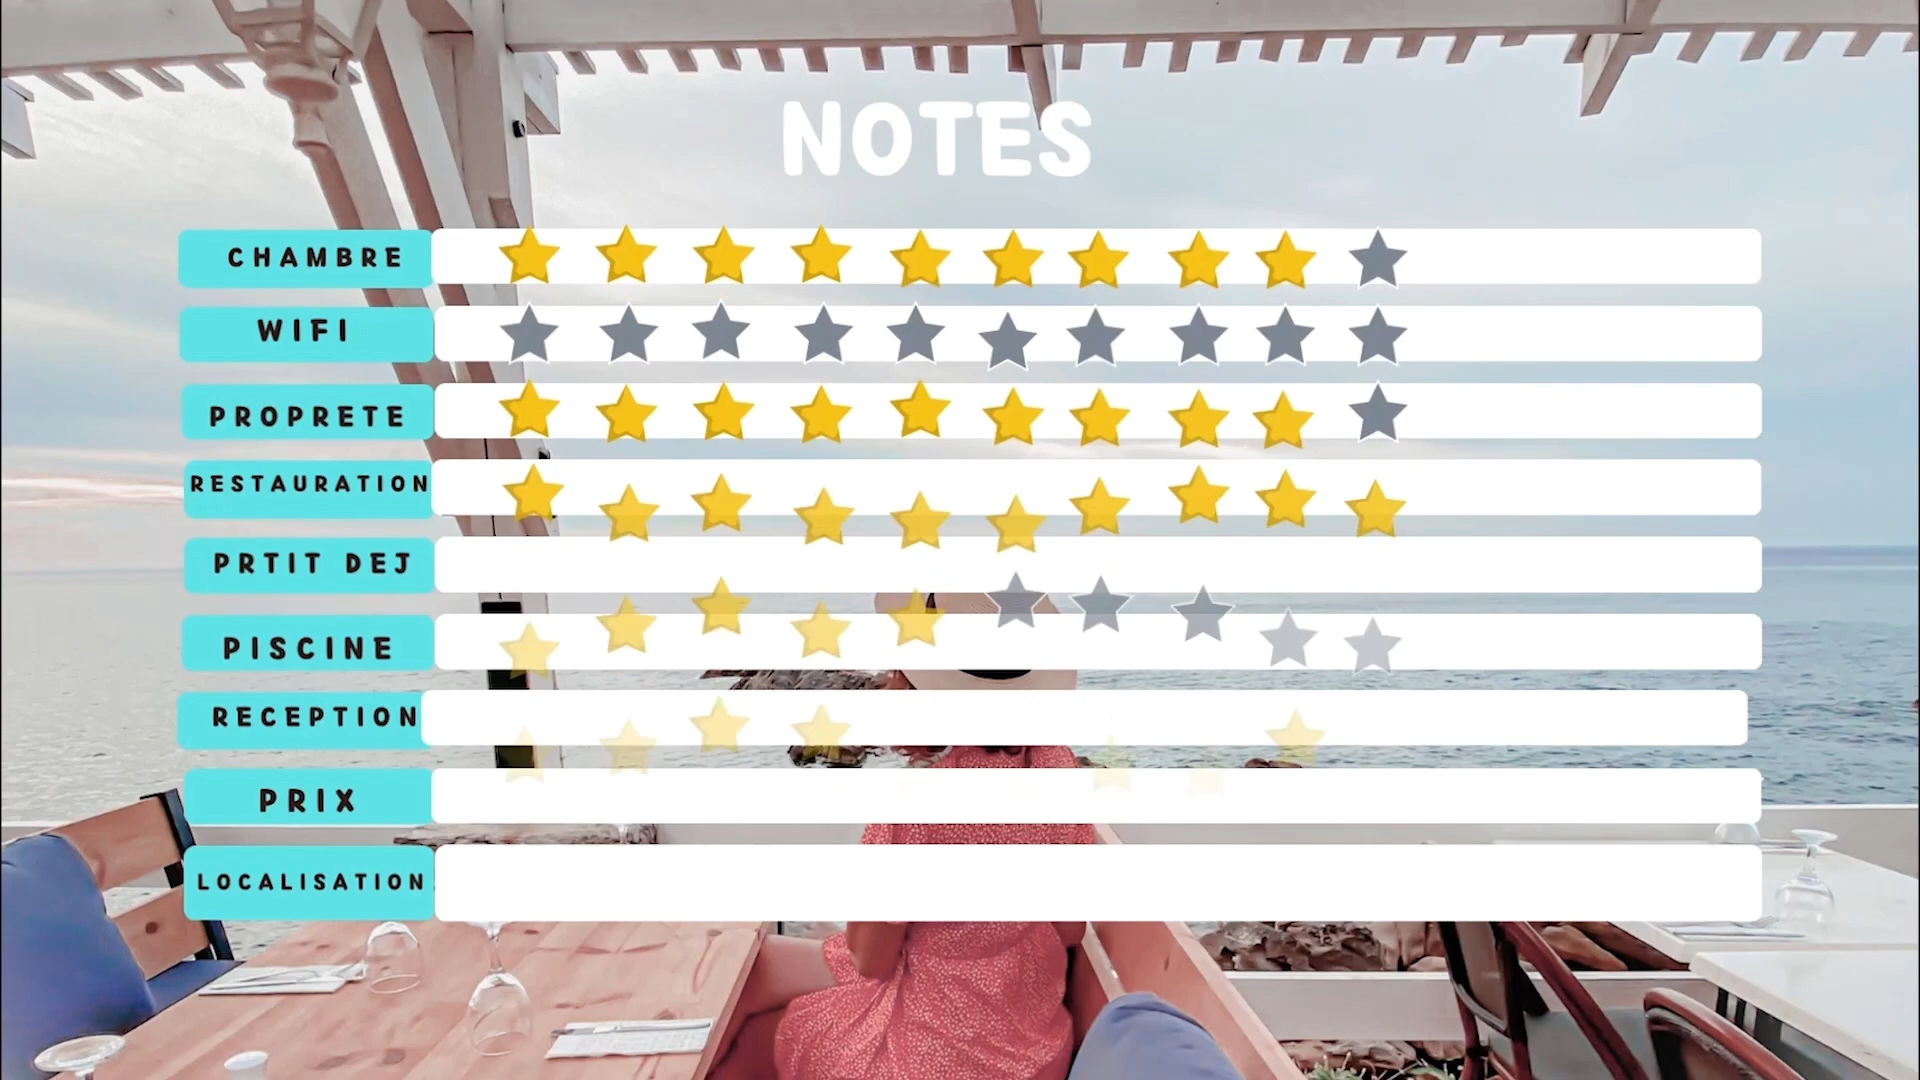 NOTES
CHAMBRE
WIFI
PROPRETE
RESTAURATION
PRTIT DEJ
PISCINE
RECEPTION
PRIX
LOCALISATION